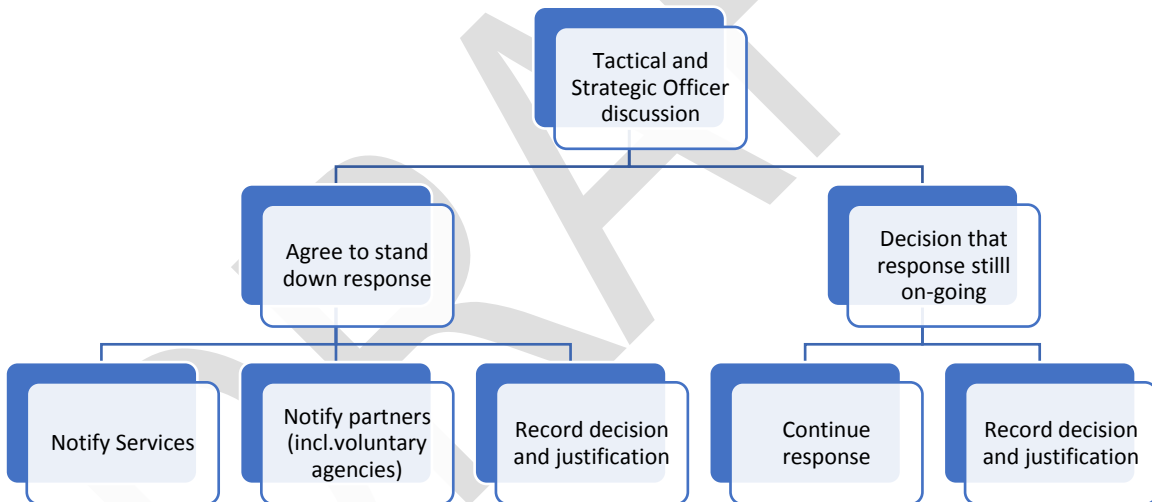 Tactical and
Strategic Officer
discussion
Agree to stand
down response
Decision that
response stilll
on-going
Notify Services
Notify partners
(incl.voluntary
agencies)
Record decision
and justification
Continue
response
Record decision
and justification